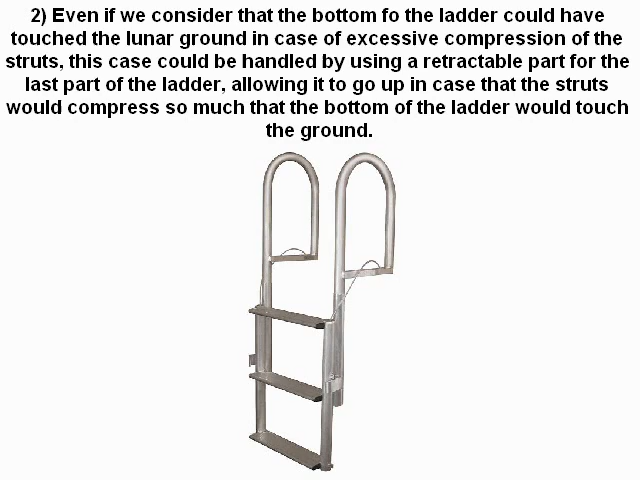 2) Even if we consider that the bottom fo the ladder could have
touched the lunar ground in case of excessive compression of the
struts, this case could be handled by using a retractable part for the
last part of the ladder, allowing it to go up in case that the struts
would compress so much that the bottom of the ladder would touch
the ground.